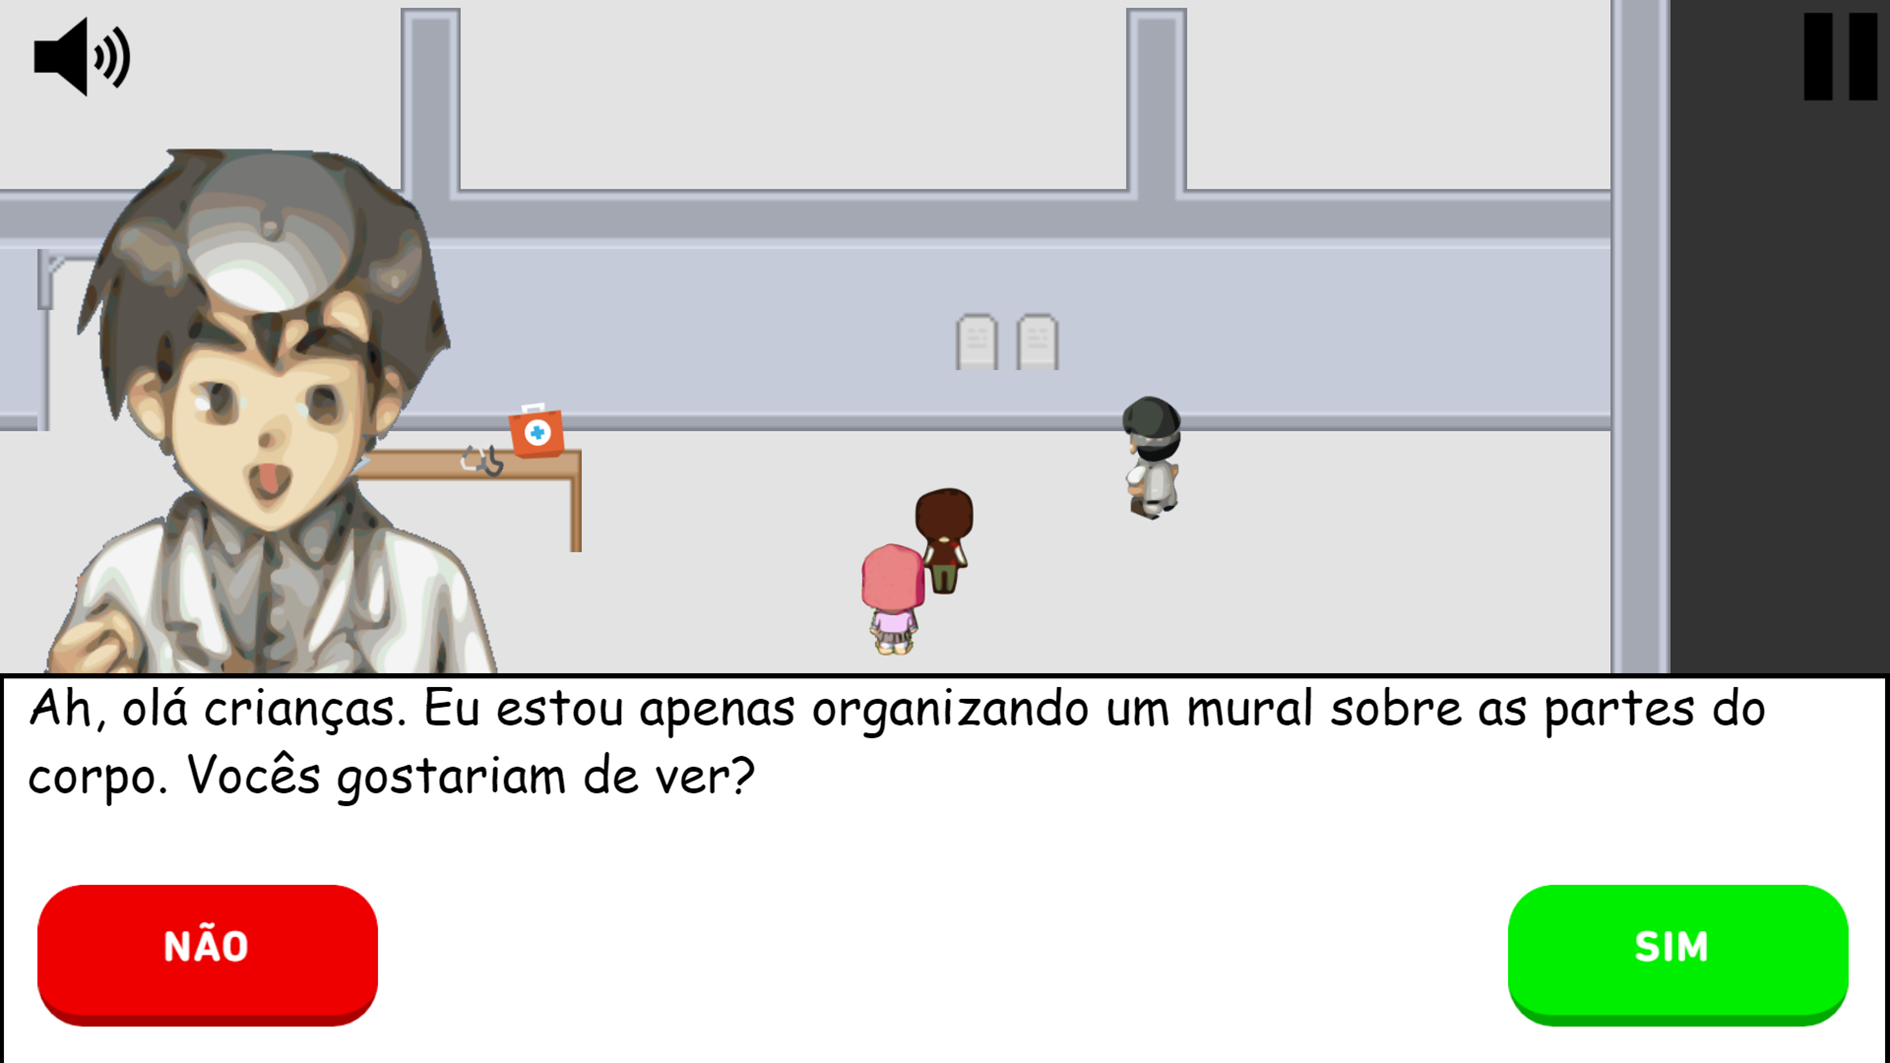 Ah, olá crianças. Eu estou apenas organizando um mural sobre as partes do
corpo. Vocês gostariam de ver?
NÃO
SIM